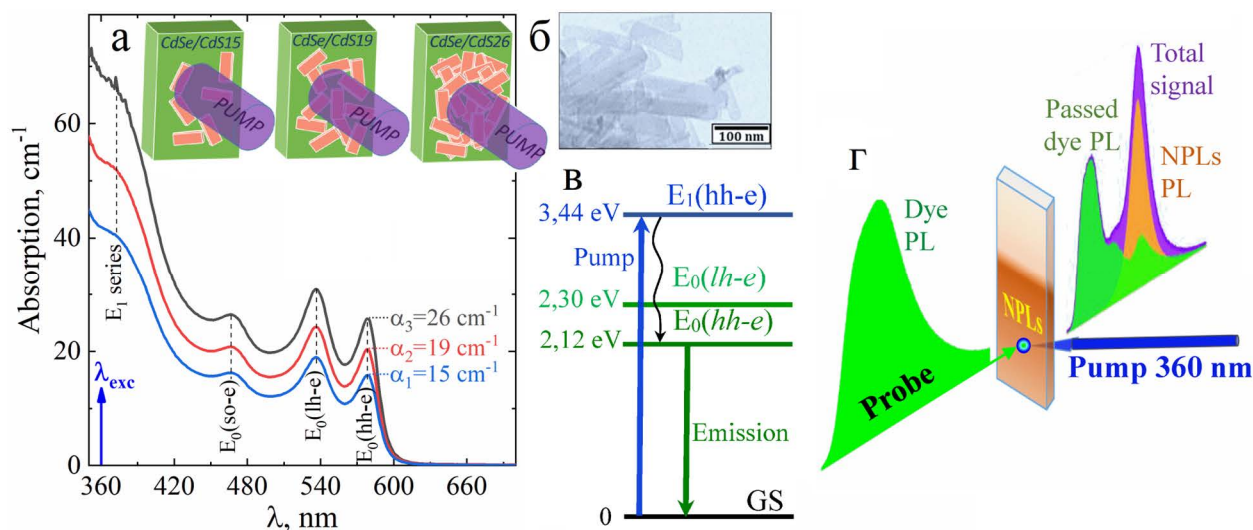 а
CdSe/CdS15
CdSe/CdS19
CdSe/CdS26
PUMP
PUMP
PUMP
Absorption, cm⁻¹
60
40
20
0
E₁ series
λexc
E₀(so-e)
E₀(lh-e)
E₀(hh-e)
α₃=26 cm⁻¹
α₂=19 cm⁻¹
α₁=15 cm⁻¹
360
420
480
540
600
660
λ, nm
б
100 nm
в
E₁(hh-e)
3,44 eV
Pump
E₀(lh-e)
2,30 eV
E₀(hh-e)
2,12 eV
Emission
GS
0
г
Dye
PL
Probe
NPLs
Pump 360 nm
Passed
dye PL
Total
signal
NPLs
PL